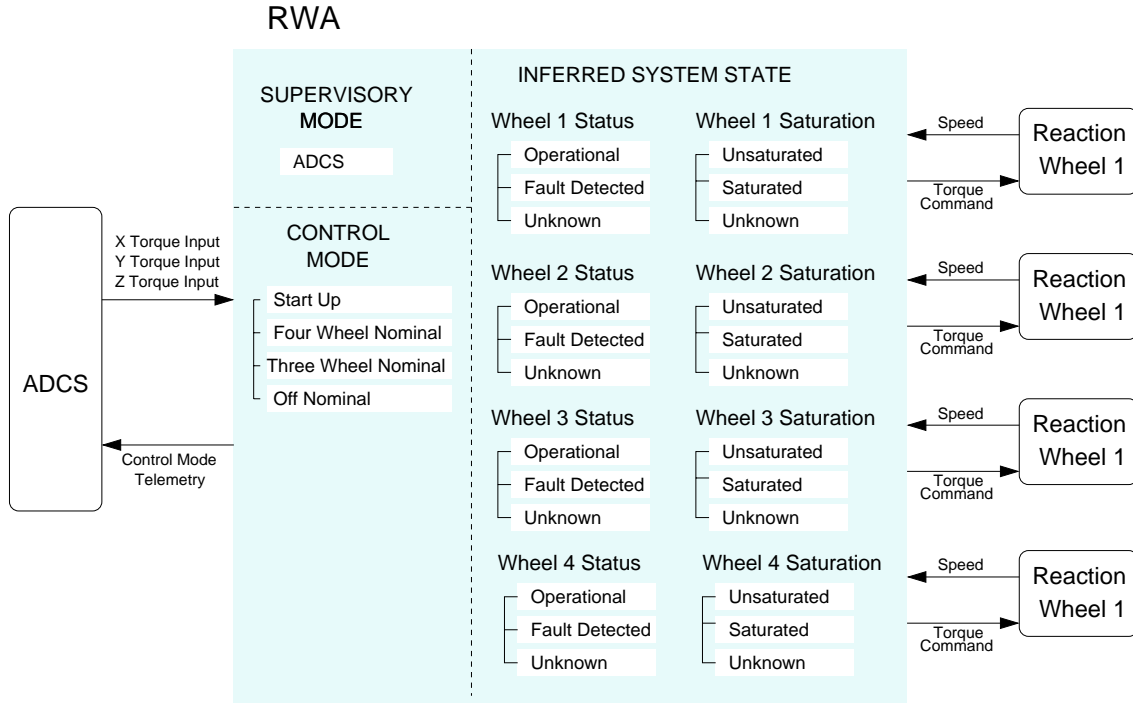 RWA
SUPERVISORY
MODE
ADCS
CONTROL
MODE
Start Up
Four Wheel Nominal
Three Wheel Nominal
Off Nominal
ADCS
X Torque Input
Y Torque Input
Z Torque Input
Control Mode
Telemetry
INFERRED SYSTEM STATE
Wheel 1 Status
Operational
Fault Detected
Unknown
Wheel 1 Saturation
Unsaturated
Saturated
Unknown
Speed
Torque
Command
Reaction
Wheel 1
Wheel 2 Status
Operational
Fault Detected
Unknown
Wheel 2 Saturation
Unsaturated
Saturated
Unknown
Speed
Torque
Command
Reaction
Wheel 1
Wheel 3 Status
Operational
Fault Detected
Unknown
Wheel 3 Saturation
Unsaturated
Saturated
Unknown
Speed
Torque
Command
Reaction
Wheel 1
Wheel 4 Status
Operational
Fault Detected
Unknown
Wheel 4 Saturation
Unsaturated
Saturated
Unknown
Speed
Torque
Command
Reaction
Wheel 1